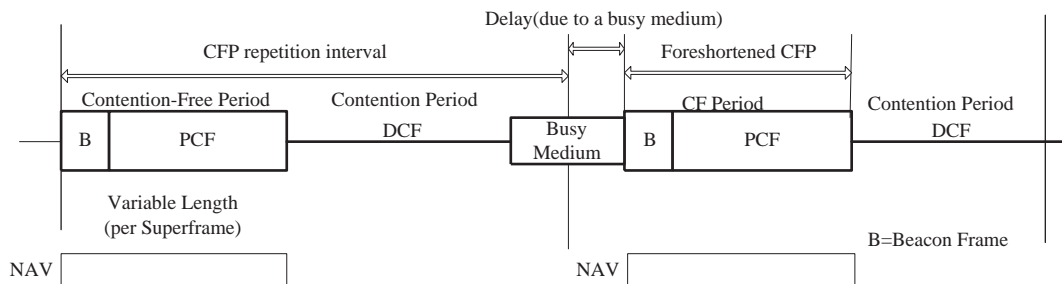 Delay(due to a busy medium)
CFP repetition interval
Foreshortened CFP
Contention-Free Period
Contention Period
CF Period
Contention Period
B
PCF
DCF
Busy
Medium
B
PCF
DCF
Variable Length
(per Superframe)
B=Beacon Frame
NAV
NAV